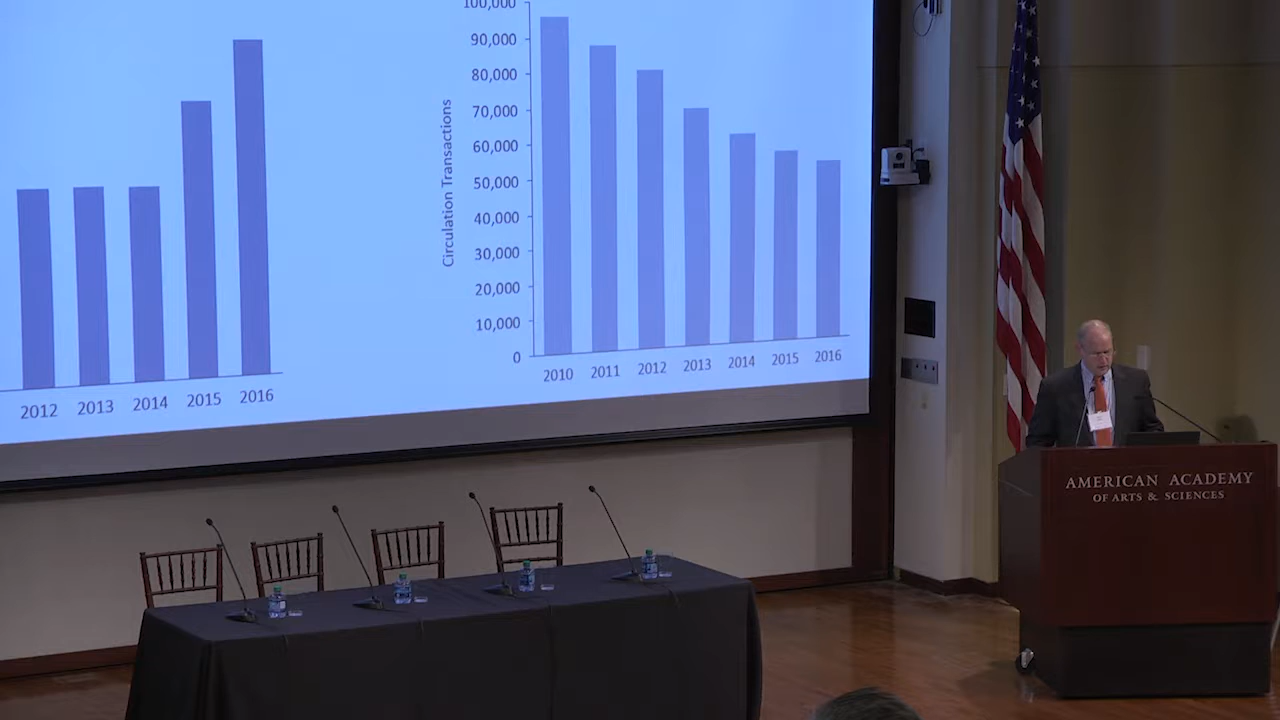 2012 2013 2014 2015 2016
Circulation Transactions
100,000
90,000
80,000
70,000
60,000
50,000
40,000
30,000
20,000
10,000
0
2010 2011 2012 2013 2014 2015 2016
AMERICAN ACADEMY
OF ARTS & SCIENCES